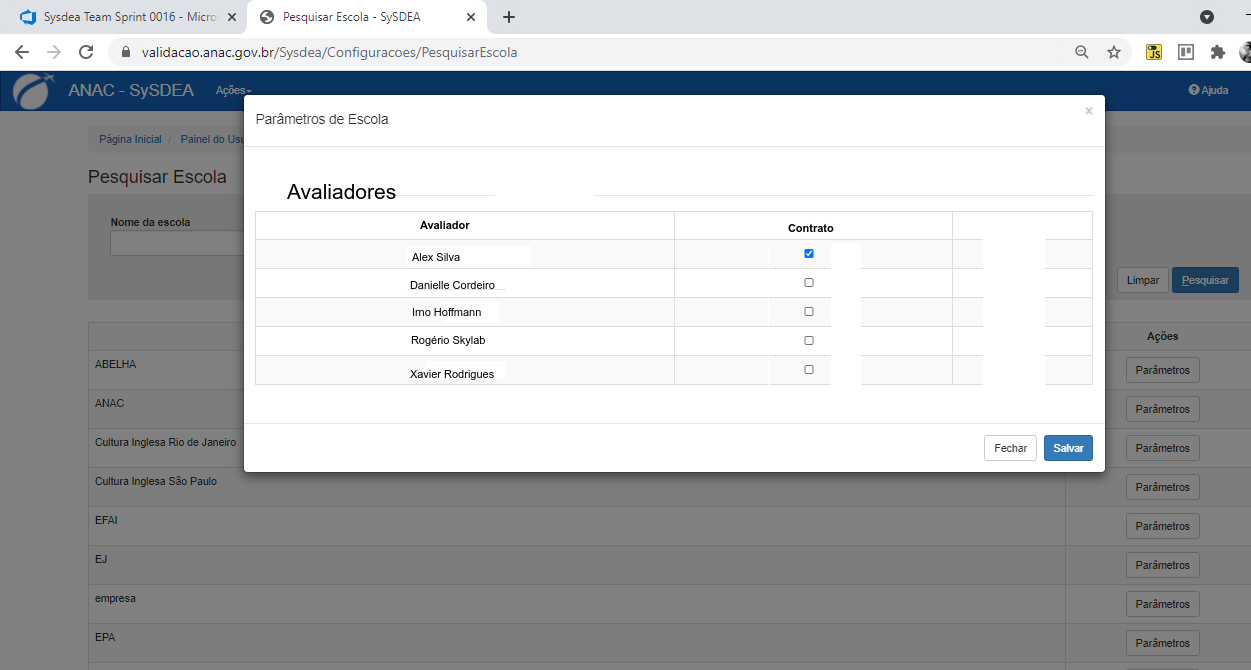 Sysdea Team Sprint 0016 - Micro
Pesquisar Escola - SySDEA
validacao.anac.gov.br/Sysdea/Configuracoes/PesquisarEscola
JS
ANAC - SySDEA
Ações
Ajuda
Página Inicial / Painel do Usu
Pesquisar Escola
Nome da escola
Limpar
Pesquisar
Parâmetros de Escola
×
Avaliadores
Avaliador Contrato
Alex Silva
Danielle Cordeiro
Irno Hoffmann
Rogério Skylab
Xavier Rodrigues
Fechar
Salvar
Ações
ABELHA Parâmetros
ANAC Parâmetros
Cultura Inglesa Rio de Janeiro Parâmetros
Cultura Inglesa São Paulo Parâmetros
EFAI Parâmetros
EJ Parâmetros
empresa Parâmetros
EPA Parâmetros